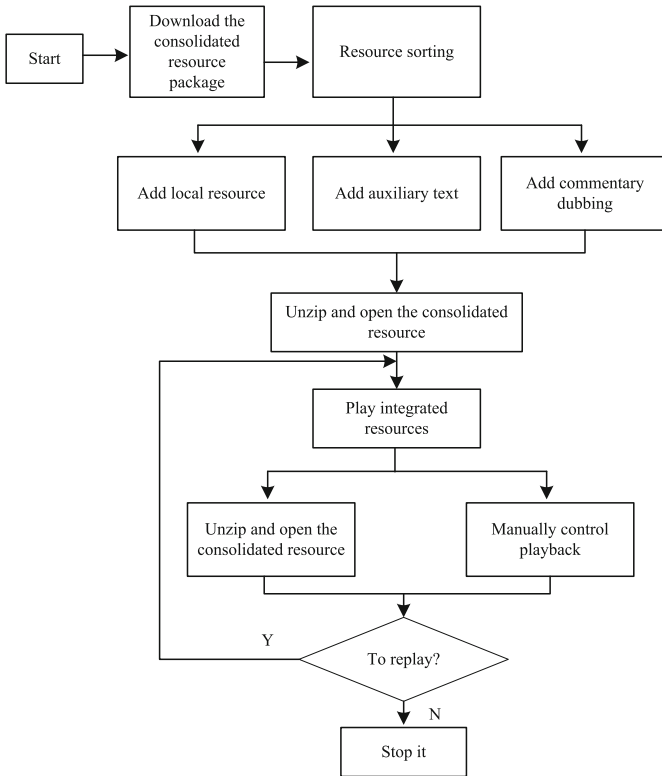 Start
Download the
consolidated
resource
package
Resource sorting
Add local resource
Add auxiliary text
Add commentary
dubbing
Unzip and open the consolidated
resource
Play integrated
resources
Unzip and open the
consolidated resource
Manually control
playback
Y
To replay?
N
Stop it